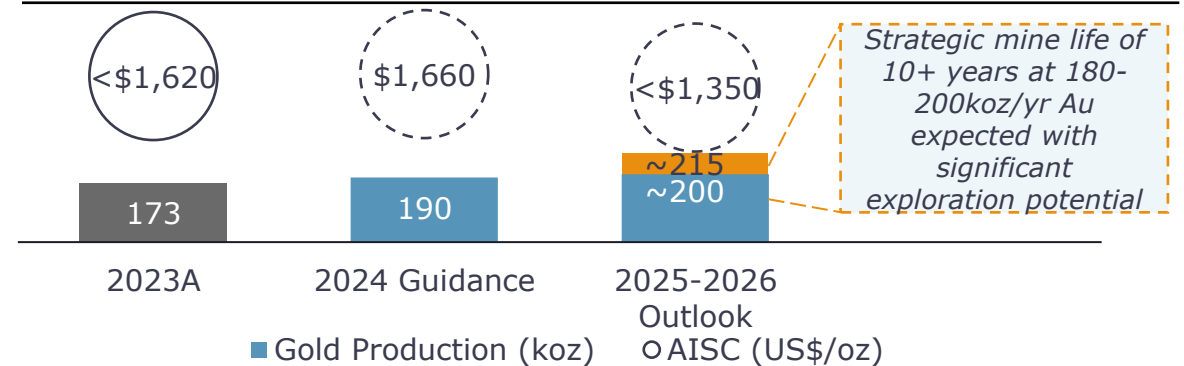 <$1,620
$1,660
<$1,350
Strategic mine life of
10+ years at 180-
200koz/yr Au
expected with
significant
exploration potential
173
190
~215
~200
2023A
2024 Guidance
2025-2026
Outlook
Gold Production (koz)
AISC (US$/oz)